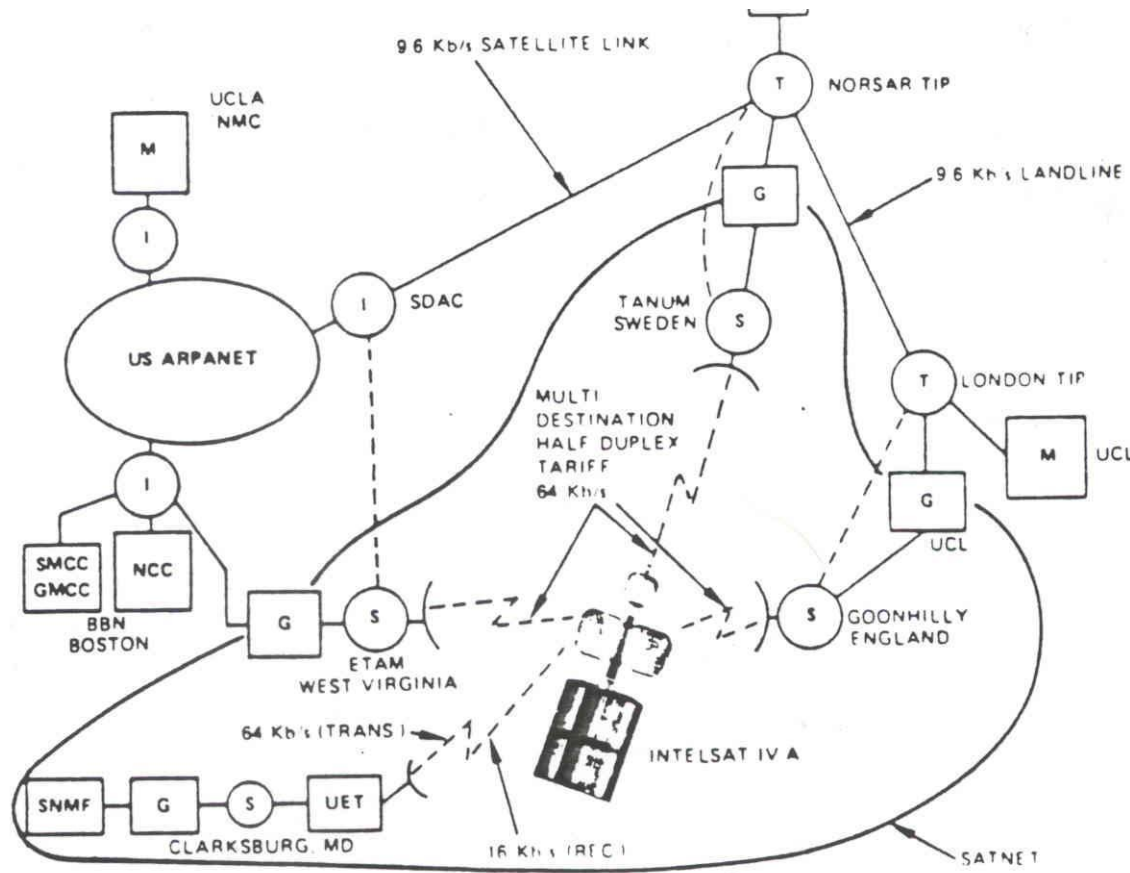 9.6 Kb/s SATELLITE LINK
T
NORSAR TIP
UCLA
NMC
M
G
9.6 Kb/s LANDLINE
I
I
SDAC
TANUM
SWEDEN
S
US ARPANET
T
LONDON TIP
MULTI
DESTINATION
HALF DUPLEX
TARIFF
64 Kb/s
M
UCL
I
G
UCL
SMCC
GMCC
NCC
BBN
BOSTON
G
S
S
GOONHILLY
ENGLAND
ETAM
WEST VIRGINIA
64 Kb/s (TRANS)
INTELSAT IV A
SNMF
G
S
UET
CLARKSBURG, MD
16 Kb/s (REC)
SATNET